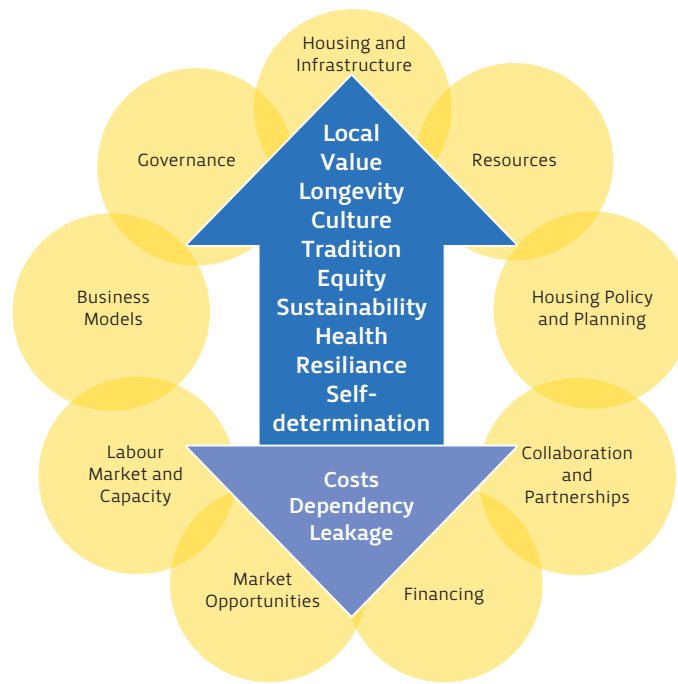 Housing and
Infrastructure
Governance
Resources
Local
Value
Longevity
Culture
Tradition
Equity
Sustainability
Health
Resiliance
Self-
determination
Business
Models
Housing Policy
and Planning
Labour
Market and
Capacity
Collaboration
and
Partnerships
Costs
Dependency
Leakage
Market
Opportunities
Financing